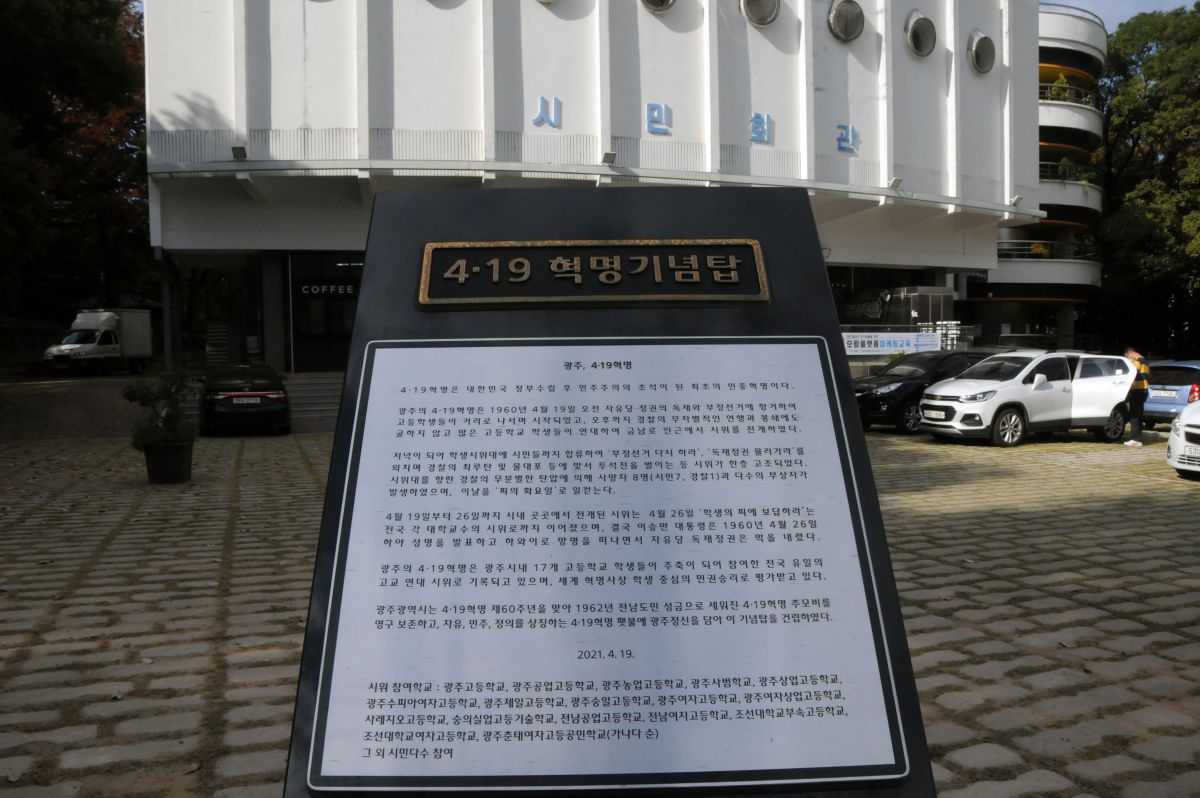 시민회관
COFFEE
4·19 혁명기념탑
모람플랫폼마케팅교육
광주, 4·19혁명
4·19혁명은 대한민국 정부수립 후 민주주의의 초석이 된 최초의 민중혁명이다.
광주의 4·19혁명은 1960년 4월 19일 오전 자유당 정권의 독재와 부정선거에 항거하여
고등학생들이 거리로 나서며 시작되었고, 오후까지 경찰의 무차별적인 연행과 봉쇄에도
굴하지 않고 많은 고등학교 학생들이 연대하여 금남로 인근에서 시위를 전개하였다.
저녁이 되어 학생시위대에 시민들까지 합류하여 '부정선거 다시 하라', '독재정권 물러가라'를
외치며 경찰의 최루탄 및 물대포 등에 맞서 투석전을 벌이는 등 시위가 한층 고조되었다.
시위대를 향한 경찰의 무분별한 탄압에 의해 사망자 8명(시민7, 경찰1)과 다수의 부상자가
발생하였으며, 이날을 '피의 화요일'로 일컫는다.
4월 19일부터 26일까지 시내 곳곳에서 전개된 시위는 4월 26일 '학생의 피에 보답하라'는
전국 각 대학교수의 시위로까지 이어졌으며, 결국 이승만 대통령은 1960년 4월 26일
하야 성명을 발표하고 하와이로 망명을 떠나면서 자유당 독재정권은 막을 내렸다.
광주의 4·19혁명은 광주시내 17개 고등학교 학생들이 주축이 되어 참여한 전국 유일의
고교 연대 시위로 기록되고 있으며, 세계 혁명사상 학생 중심의 민권승리로 평가받고 있다.
광주광역시는 4·19혁명 제60주년을 맞아 1962년 전남도민 성금으로 세워진 4·19혁명 추모비를
영구 보존하고, 자유, 민주, 정의를 상징하는 4·19혁명 횃불에 광주정신을 담아 이 기념탑을 건립하였다.
2021. 4. 19.
시위 참여학교 : 광주고등학교, 광주공업고등학교, 광주농업고등학교, 광주사범학교, 광주상업고등학교,
광주수피아여자고등학교, 광주제일고등학교, 광주숭일고등학교, 광주여자고등학교, 광주여자상업고등학교,
사레지오고등학교, 숭의실업고등기술학교, 전남공업고등학교, 전남여자고등학교, 조선대학교부속고등학교,
조선대학교여자고등학교, 광주춘태여자고등공민학교(가나다 순)
그 외 시민다수 참여